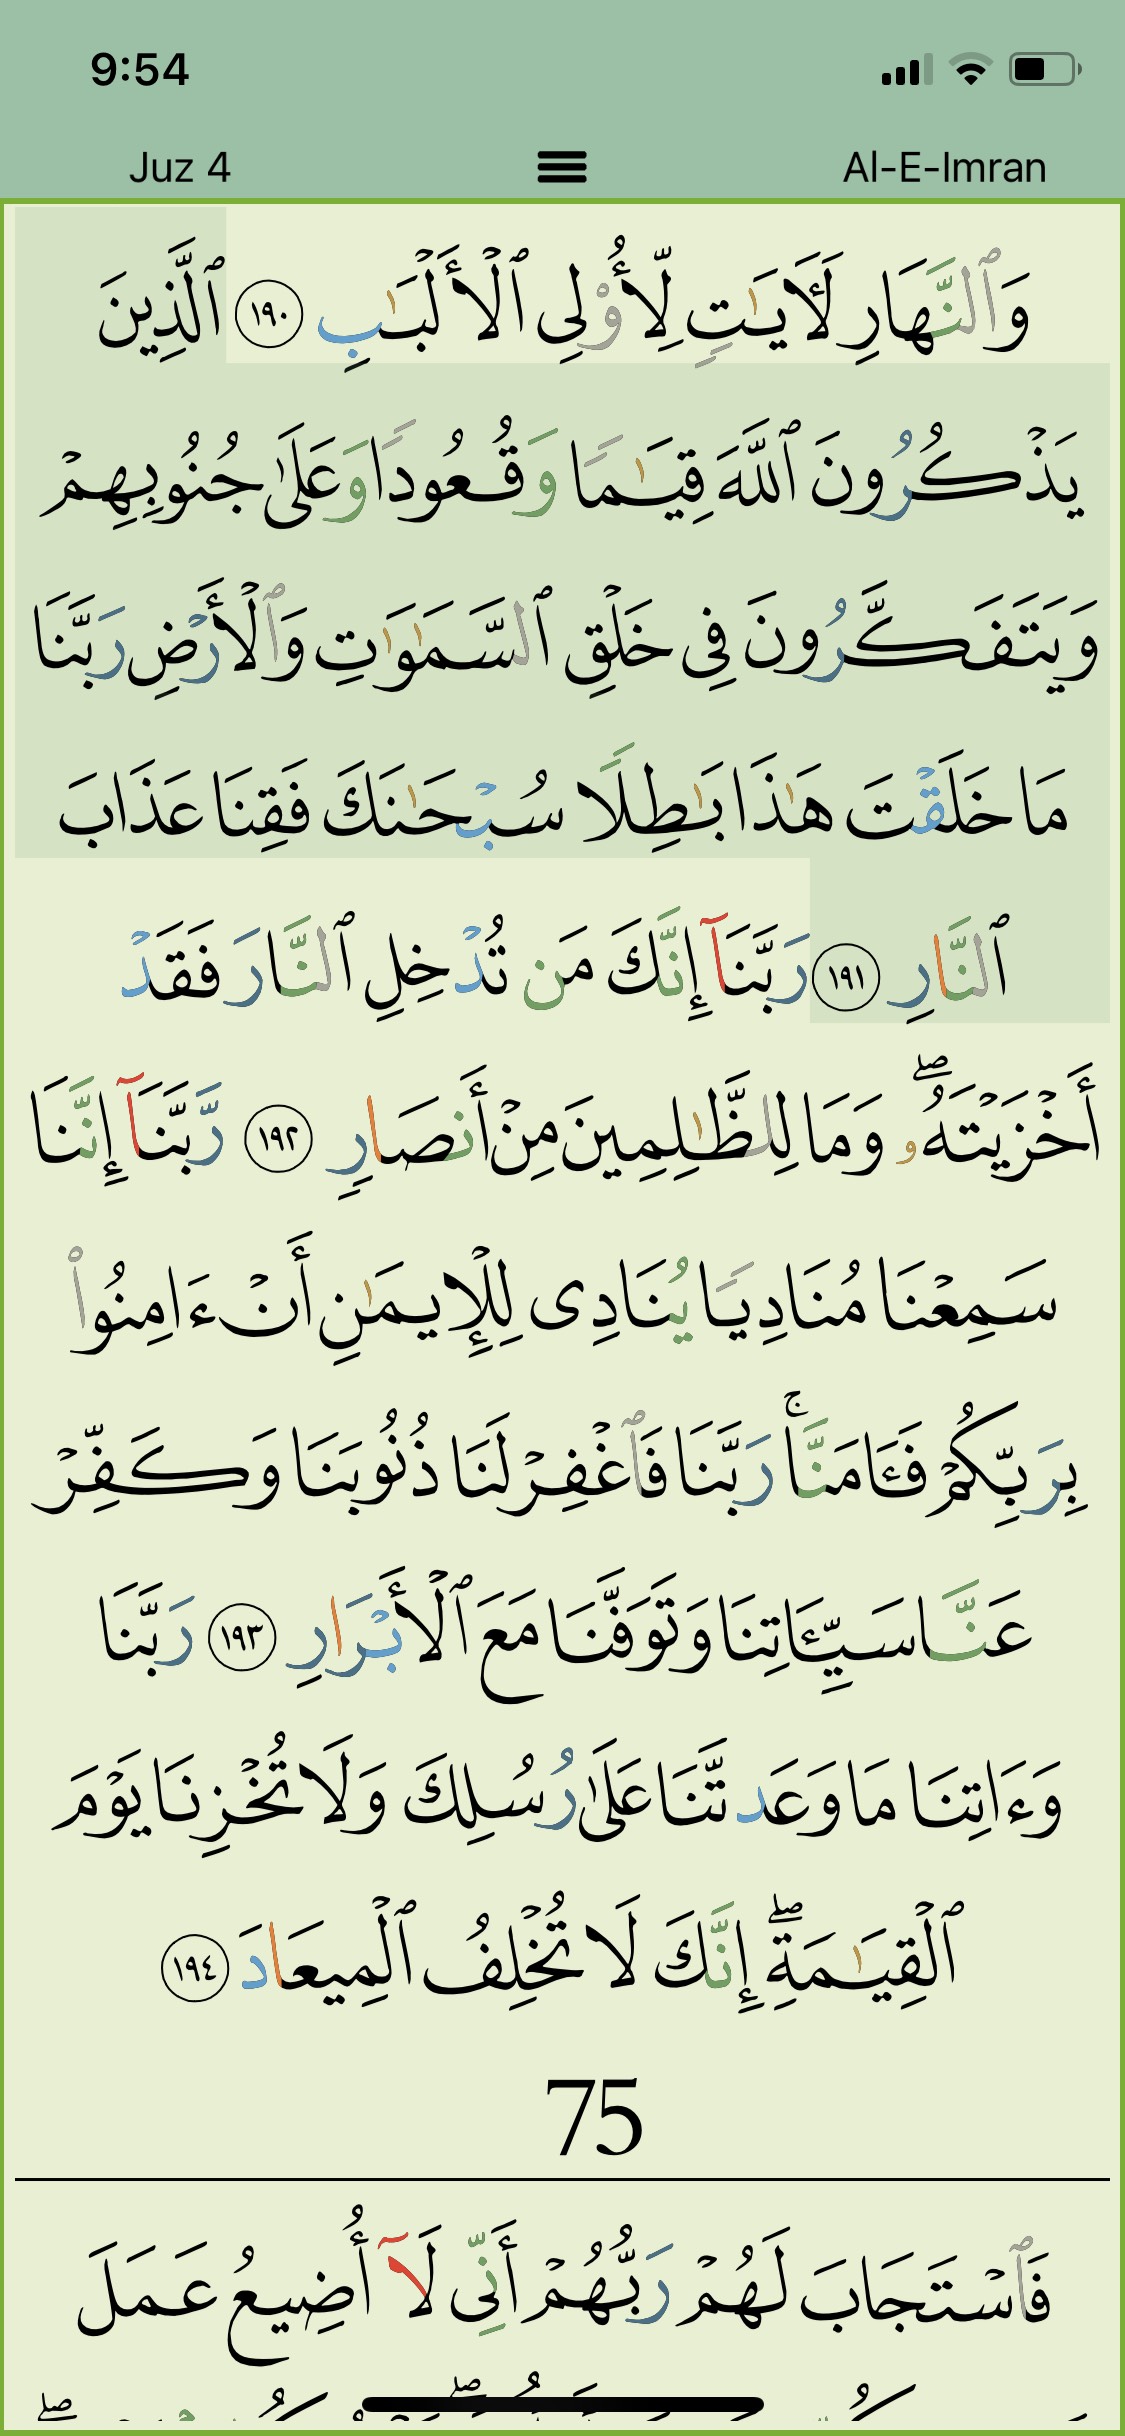 9:54
Juz 4
Al-E-Imran
وَٱلنَّهَارِ لَأٓيَـٰتٍ لِّأُو۟لِى ٱلْأَلْبَـٰبِ ١٩٠ ٱلَّذِينَ
يَذْكُرُونَ ٱللَّهَ قِيَـٰمًا وَقُعُودًا وَعَلَىٰ جُنُوبِهِمْ
وَيَتَفَكَّرُونَ فِى خَلْقِ ٱلسَّمَـٰوَٰتِ وَٱلْأَرْضِ رَبَّنَا
مَا خَلَقْتَ هَـٰذَا بَـٰطِلًا سُبْحَـٰنَكَ فَقِنَا عَذَابَ
ٱلنَّارِ ١٩١ رَبَّنَآ إِنَّكَ مَن تُدْخِلِ ٱلنَّارَ فَقَدْ
أَخْزَيْتَهُۥ ۖ وَمَا لِلظَّـٰلِمِينَ مِنْ أَنصَارٍ ١٩٢ رَّبَّنَآ إِنَّنَا
سَمِعْنَا مُنَادِيًا يُنَادِى لِلْإِيمَـٰنِ أَنْ ءَامِنُوا۟
بِرَبِّكُمْ فَـَٔامَنَّا ۚ رَبَّنَا فَٱغْفِرْ لَنَا ذُنُوبَنَا وَكَفِّرْ
عَنَّا سَيِّـَٔاتِنَا وَتَوَفَّنَا مَعَ ٱلْأَبْرَارِ ١٩٣ رَبَّنَا
وَءَاتِنَا مَا وَعَدتَّنَا عَلَىٰ رُسُلِكَ وَلَا تُخْزِنَا يَوْمَ
ٱلْقِيَـٰمَةِ ۖ إِنَّكَ لَا تُخْلِفُ ٱلْمِيعَادَ ١٩٤
75
فَٱسْتَجَابَ لَهُمْ رَبُّهُمْ أَنِّى لَآ أُضِيعُ عَمَلَ